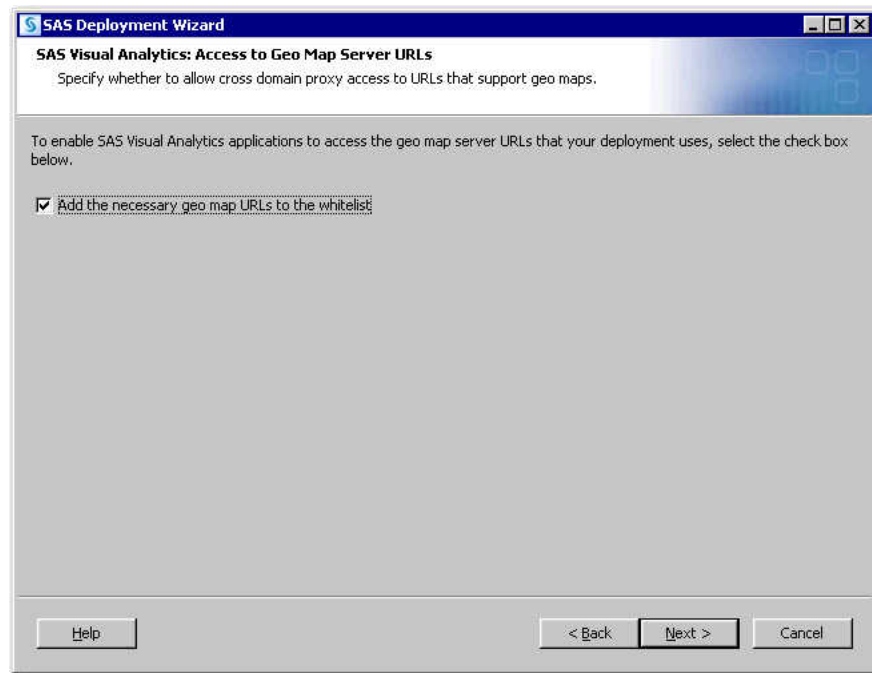 SAS Deployment Wizard
SAS Visual Analytics: Access to Geo Map Server URLs
Specify whether to allow cross domain proxy access to URLs that support geo maps.
To enable SAS Visual Analytics applications to access the geo map server URLs that your deployment uses, select the check box
below.
Add the necessary geo map URLs to the whitelist
Help
< Back
Next >
Cancel